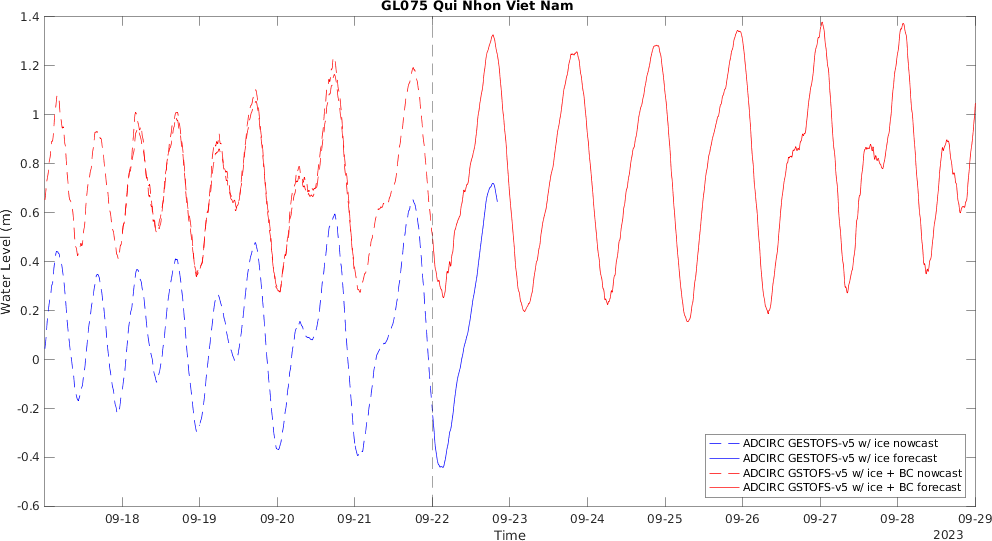 GL075 Qui Nhon Viet Nam
1.4
1.2
1
0.8
0.6
0.4
0.2
0
-0.2
-0.4
-0.6
Water Level (m)
ADCIRC GESTOFS-v5 w/ ice nowcast
ADCIRC GESTOFS-v5 w/ ice forecast
ADCIRC GSTOFS-v5 w/ ice + BC nowcast
ADCIRC GSTOFS-v5 w/ ice + BC forecast
09-18 09-19 09-20 09-21 09-22 09-23 09-24 09-25 09-26 09-27 09-28 09-29
Time
2023